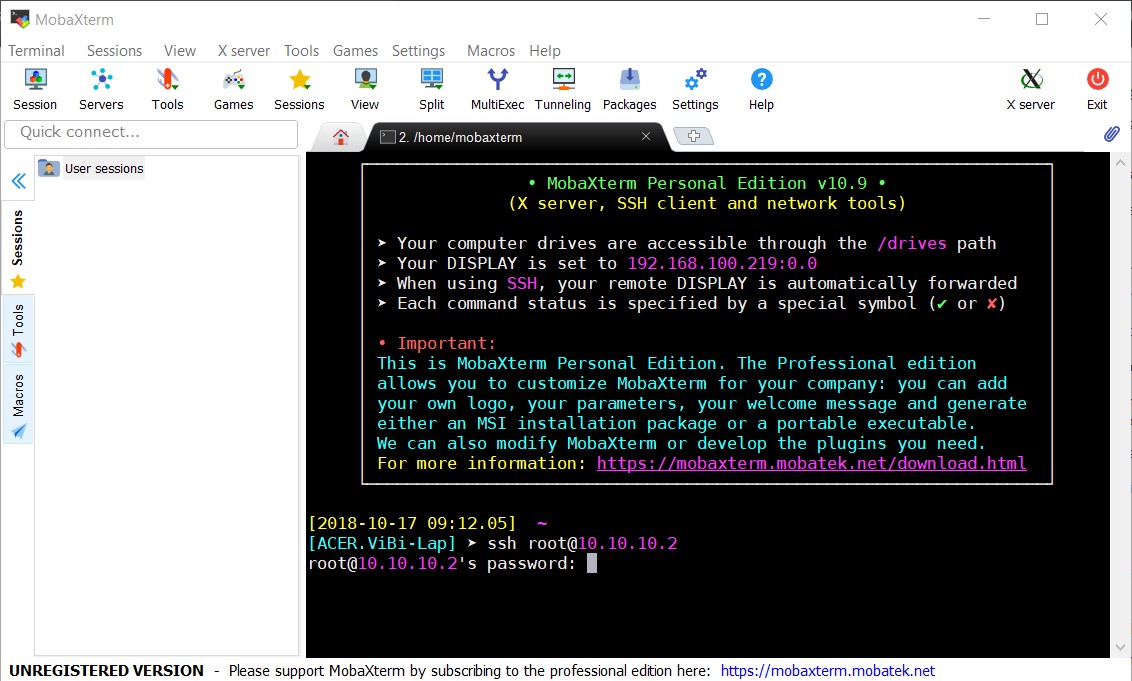 MobaXterm
Terminal Sessions View X server Tools Games Settings Macros Help
Session Servers Tools Games Sessions View Split MultiExec Tunneling Packages Settings Help X server Exit
Quick connect...
2. /home/mobaxterm
User sessions
Sessions
Tools
Macros
• MobaXterm Personal Edition v10.9 •
(X server, SSH client and network tools)
➤ Your computer drives are accessible through the /drives path
➤ Your DISPLAY is set to 192.168.100.219:0.0
➤ When using SSH, your remote DISPLAY is automatically forwarded
➤ Each command status is specified by a special symbol (✔ or ✘)
• Important:
This is MobaXterm Personal Edition. The Professional edition
allows you to customize MobaXterm for your company: you can add
your own logo, your parameters, your welcome message and generate
either an MSI installation package or a portable executable.
We can also modify MobaXterm or develop the plugins you need.
For more information: https://mobaxterm.mobatek.net/download.html
[2018-10-17 09:12.05] ~
[ACER.ViBi-Lap] ➤ ssh root@10.10.10.2
root@10.10.10.2's password:
UNREGISTERED VERSION - Please support MobaXterm by subscribing to the professional edition here: https://mobaxterm.mobatek.net